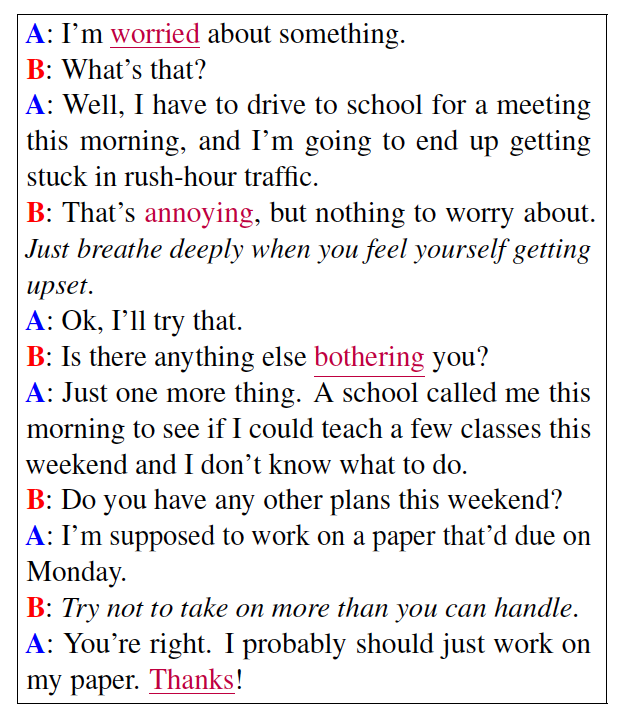 A: I'm worried about something.
B: What's that?
A: Well, I have to drive to school for a meeting
this morning, and I'm going to end up getting
stuck in rush-hour traffic.
B: That's annoying, but nothing to worry about.
Just breathe deeply when you feel yourself getting
upset.
A: Ok, I'll try that.
B: Is there anything else bothering you?
A: Just one more thing. A school called me this
morning to see if I could teach a few classes this
weekend and I don't know what to do.
B: Do you have any other plans this weekend?
A: I'm supposed to work on a paper that'd due on
Monday.
B: Try not to take on more than you can handle.
A: You're right. I probably should just work on
my paper. Thanks!